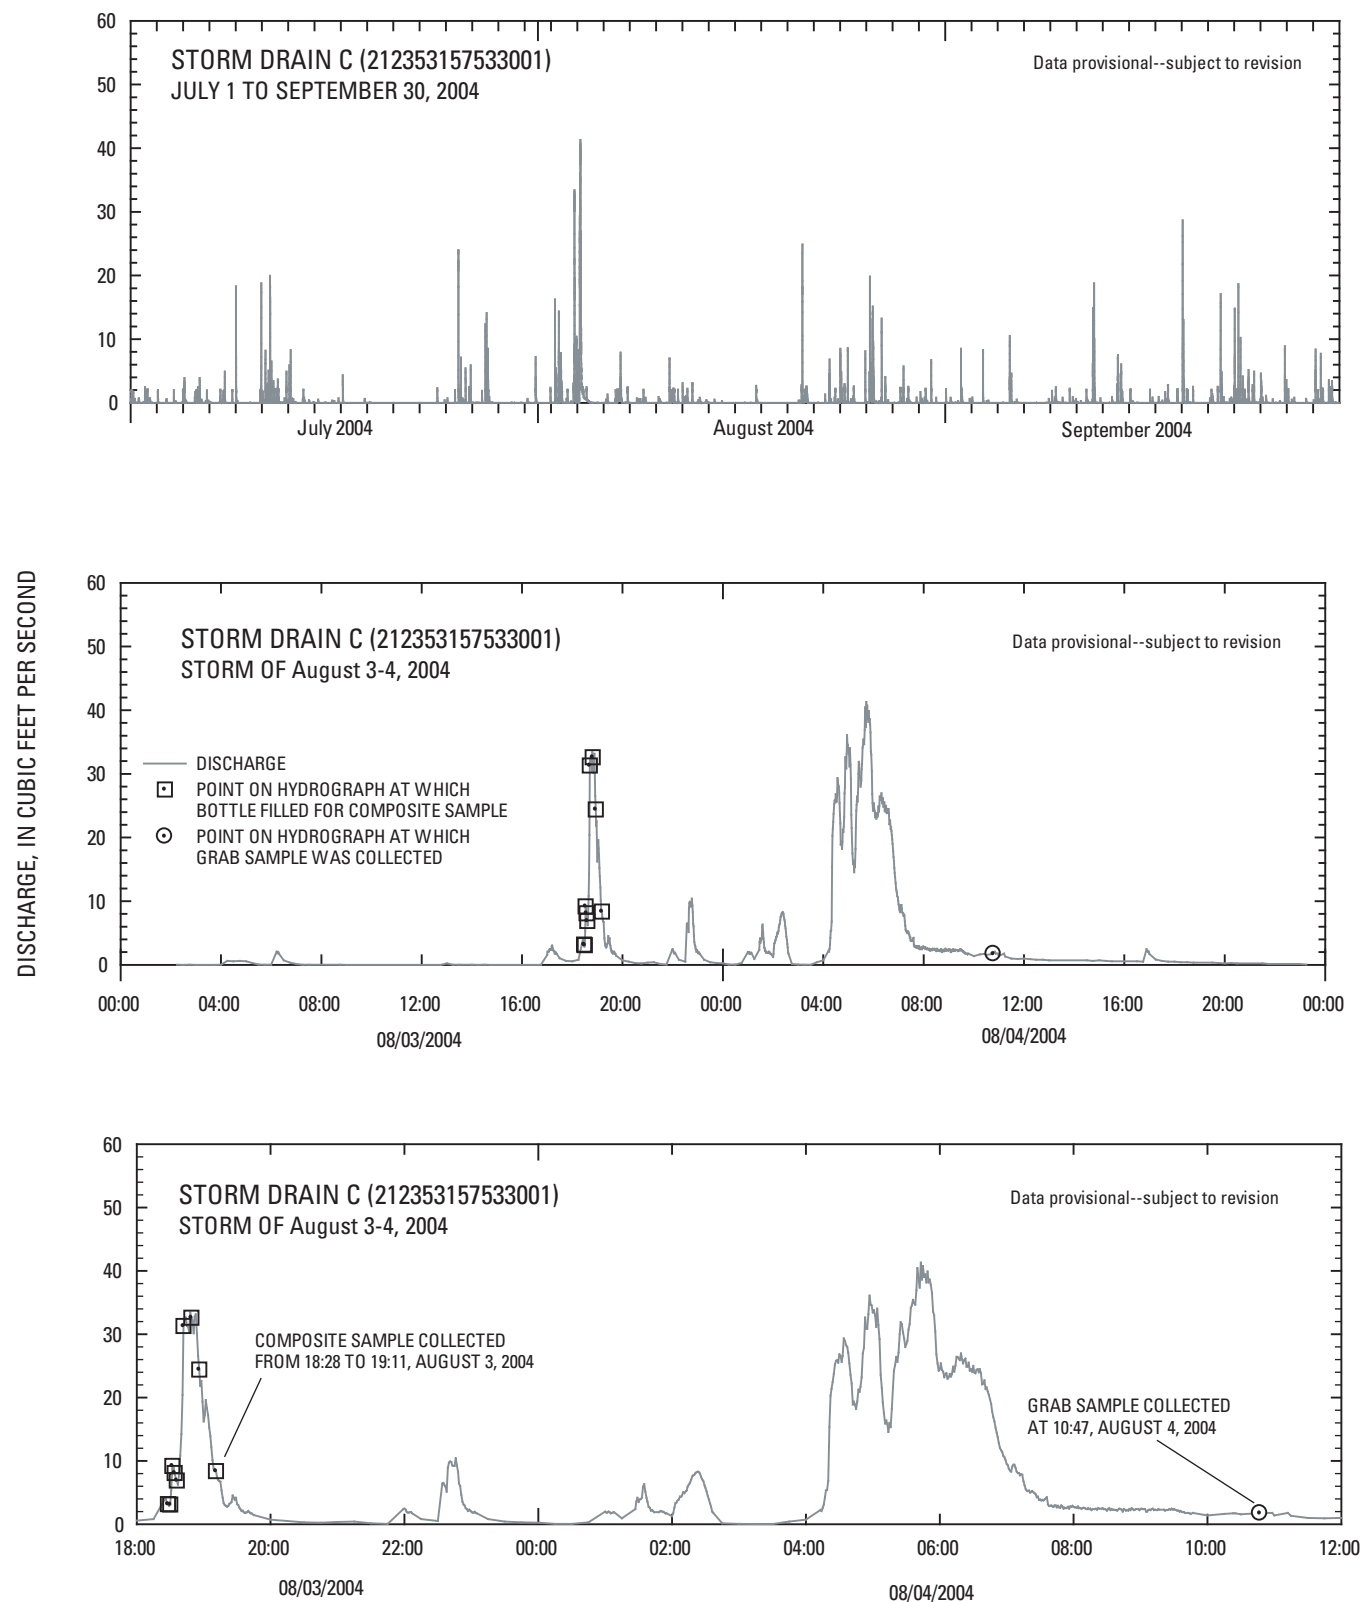 60
STORM DRAIN C (212353157533001)
Data provisional--subject to revision
JULY 1 TO SEPTEMBER 30, 2004
50
40
30
20
10
0
July 2004
August 2004
September 2004
DISCHARGE, IN CUBIC FEET PER SECOND
60
STORM DRAIN C (212353157533001)
Data provisional--subject to revision
STORM OF August 3-4, 2004
50
40
DISCHARGE
30
POINT ON HYDROGRAPH AT WHICH
BOTTLE FILLED FOR COMPOSITE SAMPLE
POINT ON HYDROGRAPH AT WHICH
GRAB SAMPLE WAS COLLECTED
20
10
0
00:00 04:00 08:00 12:00 16:00 20:00 00:00 04:00 08:00 12:00 16:00 20:00 00:00
08/03/2004
08/04/2004
60
STORM DRAIN C (212353157533001)
Data provisional--subject to revision
STORM OF August 3-4, 2004
50
40
30
COMPOSITE SAMPLE COLLECTED
FROM 18:28 TO 19:11, AUGUST 3, 2004
20
GRAB SAMPLE COLLECTED
AT 10:47, AUGUST 4, 2004
10
0
18:00 20:00 22:00 00:00 02:00 04:00 06:00 08:00 10:00 12:00
08/03/2004
08/04/2004